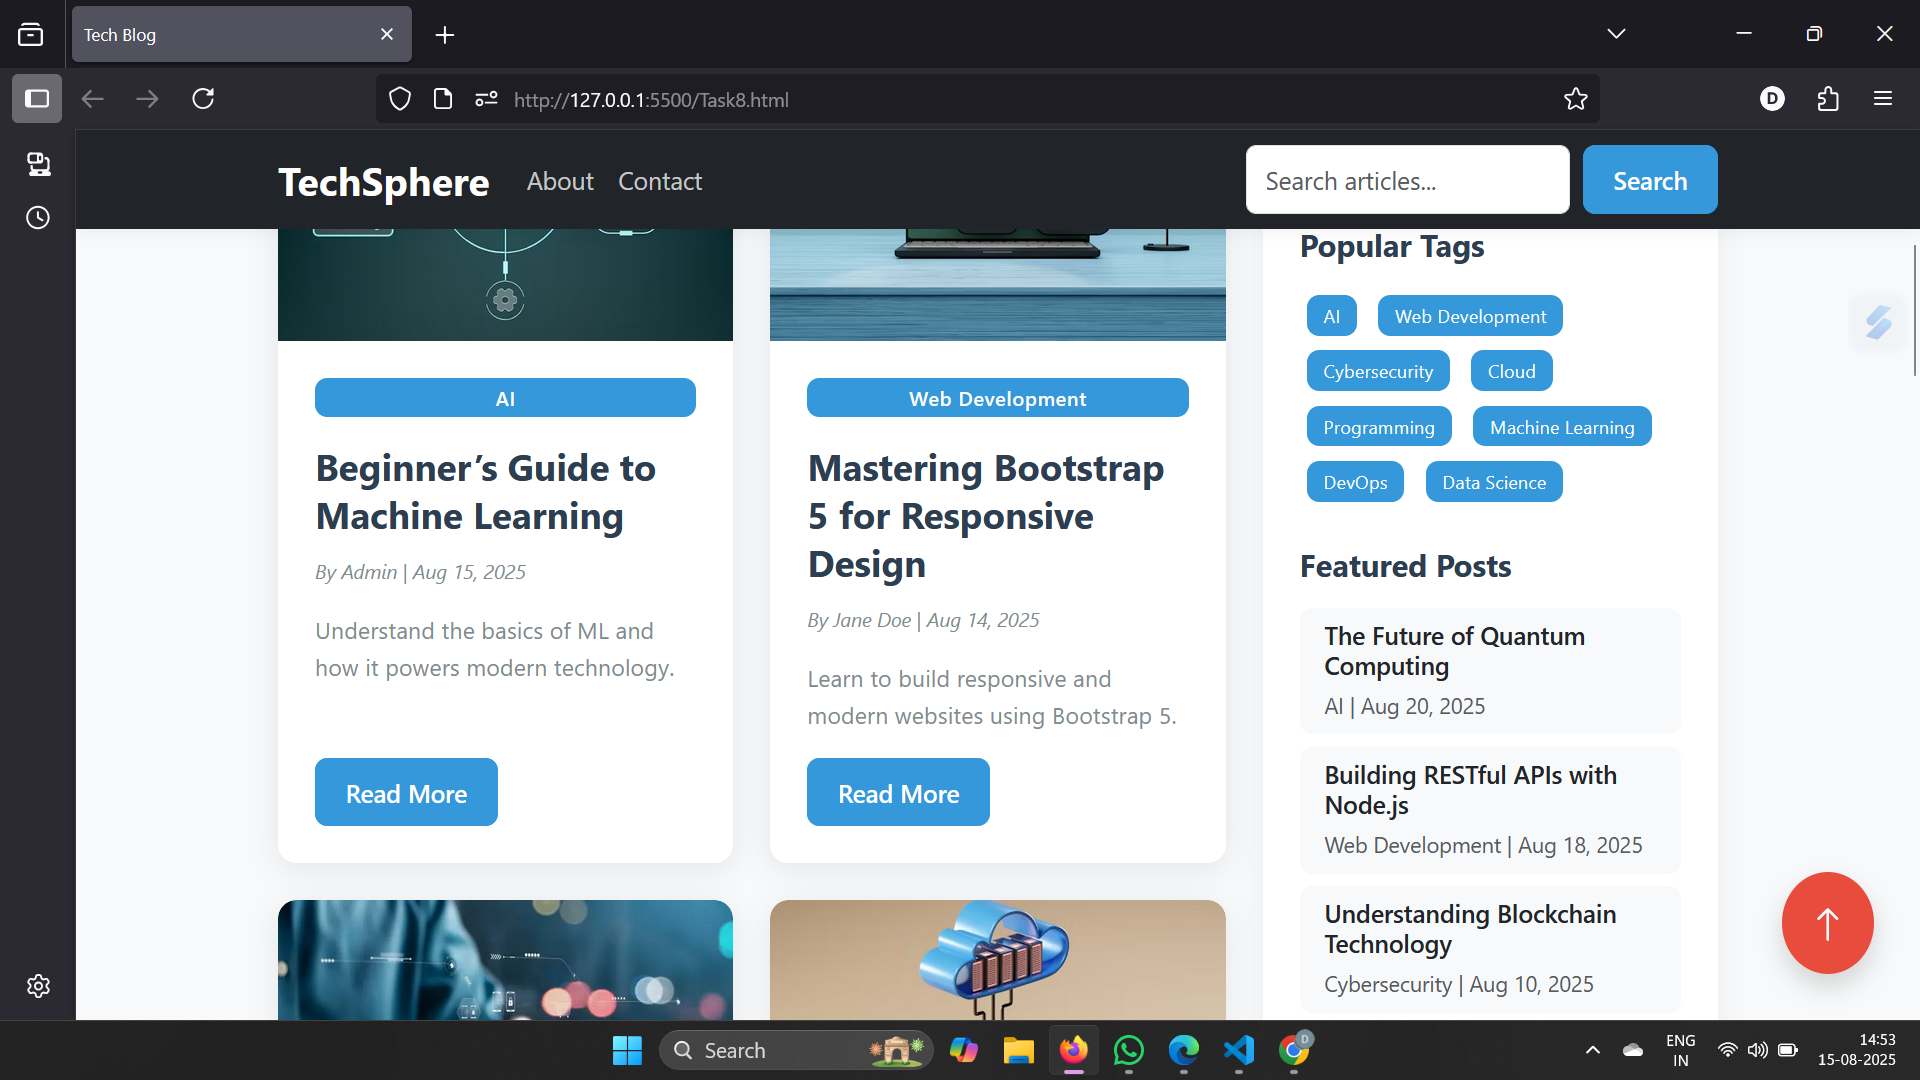 Tech Blog
http://127.0.0.1:5500/Task8.html
D
TechSphere
About
Contact
Search articles...
Search
AI
Beginner’s Guide to
Machine Learning
By Admin | Aug 15, 2025
Understand the basics of ML and
how it powers modern technology.
Read More
Web Development
Mastering Bootstrap
5 for Responsive
Design
By Jane Doe | Aug 14, 2025
Learn to build responsive and
modern websites using Bootstrap 5.
Read More
Popular Tags
AI
Web Development
Cybersecurity
Cloud
Programming
Machine Learning
DevOps
Data Science
Featured Posts
The Future of Quantum
Computing
AI | Aug 20, 2025
Building RESTful APIs with
Node.js
Web Development | Aug 18, 2025
Understanding Blockchain
Technology
Cybersecurity | Aug 10, 2025
Search
D
ENG
IN
14:53
15-08-2025